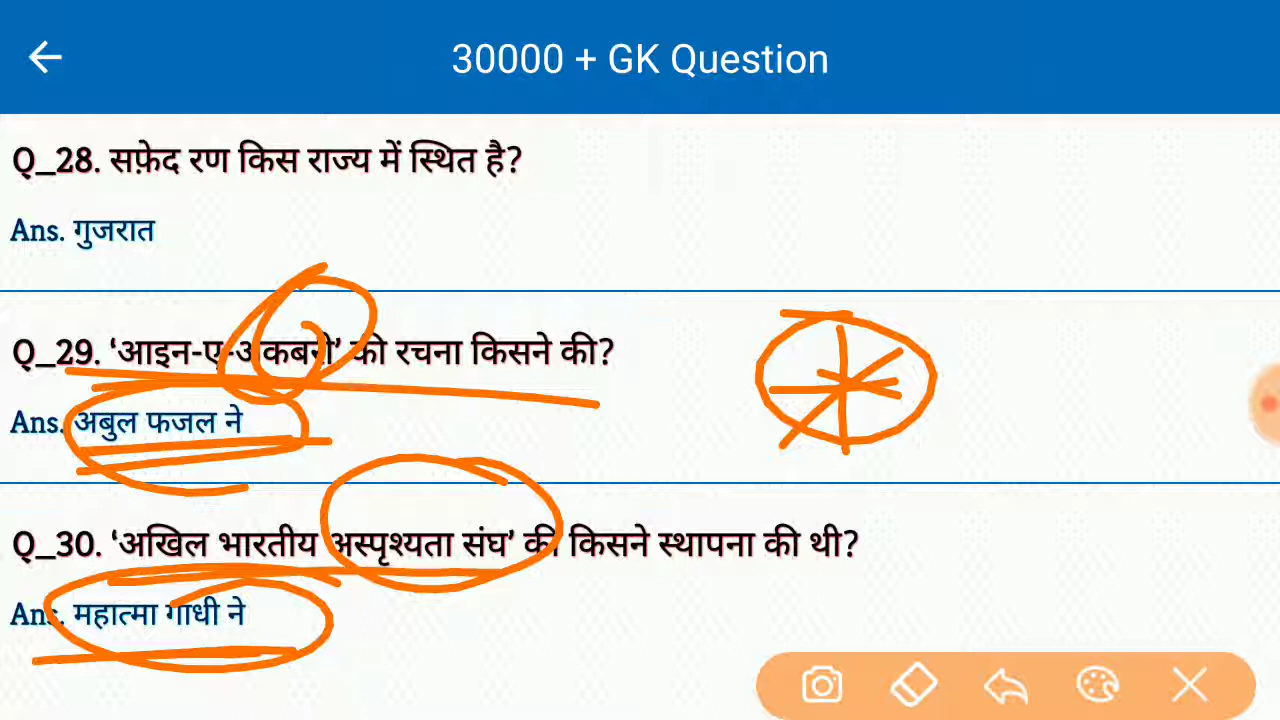 30000 + GK Question
Q_28. सफ़ेद रण किस राज्य में स्थित है?
Ans. गुजरात
Q_29. ‘आइन-ए-अकबरी’ की रचना किसने की?
Ans. अबुल फजल ने
Q_30. ‘अखिल भारतीय अस्पृश्यता संघ’ की किसने स्थापना की थी?
Ans. महात्मा गाधी ने